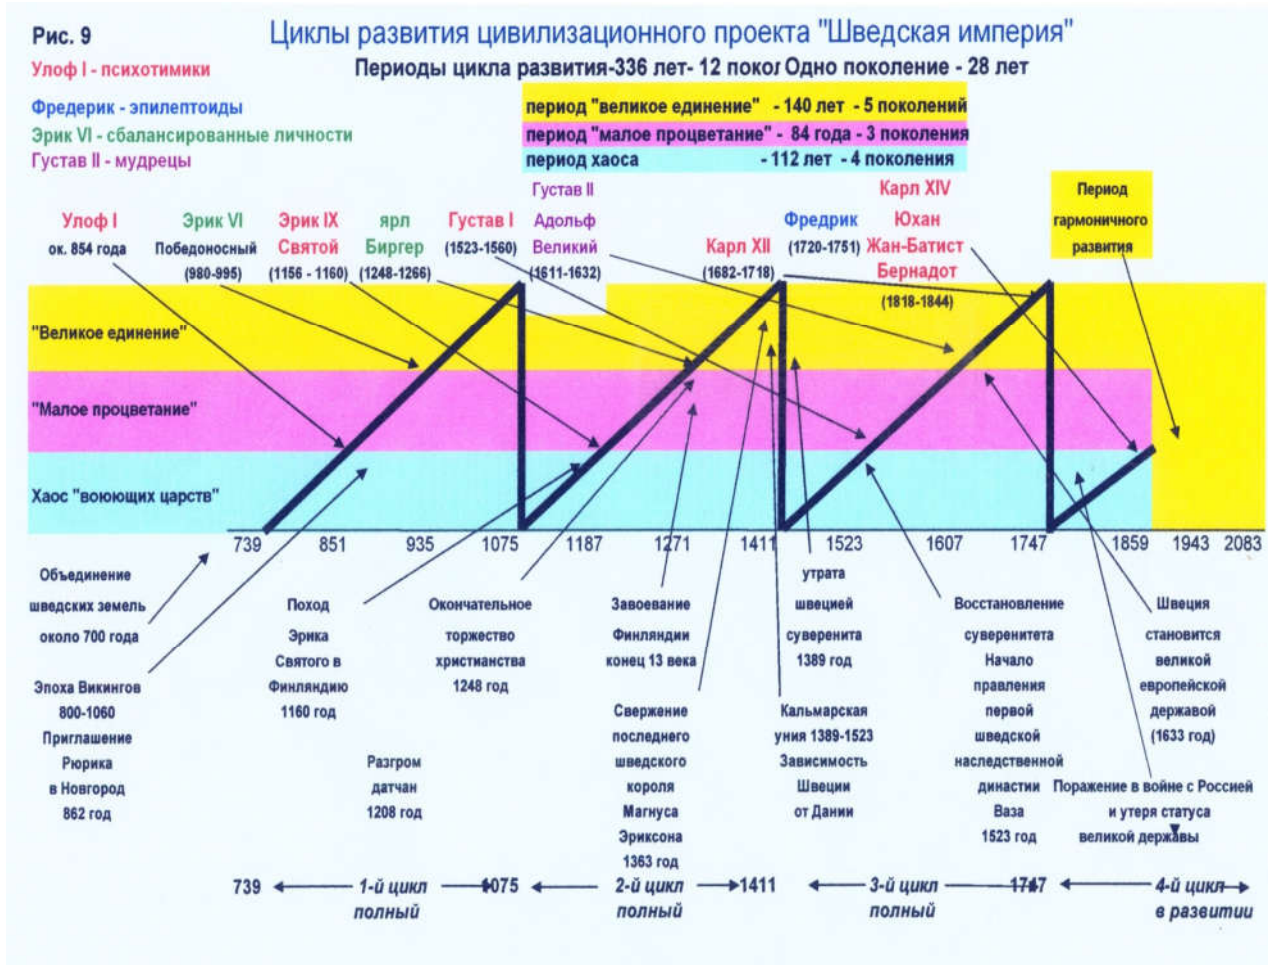 Рис. 9
Циклы развития цивилизационного проекта "Шведская империя"
Улоф I - психотимики
Периоды цикла развития-336 лет- 12 покол Одно поколение - 28 лет
Фредерик - эпилептоиды
Эрик VI - сбалансированные личности
Густав II - мудрецы
период "великое единение" - 140 лет - 5 поколений
период "малое процветание" - 84 года - 3 поколения
период хаоса - 112 лет - 4 поколения
Улоф I
ок. 854 года
Эрик VI
Победоносный
(980-995)
Эрик IX
Святой
(1156 - 1160)
ярл
Биргер
(1248-1266)
Густав I
(1523-1560)
Густав II
Адольф
Великий
(1611-1632)
Карл XII
(1682-1718)
Фредрик
(1720-1751)
Карл XIV
Юхан
Жан-Батист
Бернадот
(1818-1844)
Период
гармоничного
развития
"Великое единение"
"Малое процветание"
Хаос "воюющих царств"
739 851 935 1075 1187 1271 1411 1523 1607 1747 1859 1943 2083
Объединение
шведских земель
около 700 года
Эпоха Викингов
800-1060
Приглашение
Рюрика
в Новгород
862 год
Поход
Эрика
Святого в
Финляндию
1160 год
Разгром
датчан
1208 год
Окончательное
торжество
христианства
1248 год
Завоевание
Финляндии
конец 13 века
Свержение
последнего
шведского
короля
Магнуса
Эриксона
1363 год
утрата
швецией
суверенита
1389 год
Кальмарская
уния 1389-1523
Зависимость
Швеции
от Дании
Восстановление
суверенитета
Начало
правления
первой
шведской
наследственной
династии
Ваза
1523 год
Швеция
становится
великой
европейской
державой
(1633 год)
Поражение в войне с Россией
и утеря статуса
великой державы
739 1-й цикл 1075 2-й цикл 1411 3-й цикл 1747 4-й цикл
полный полный полный в развитии